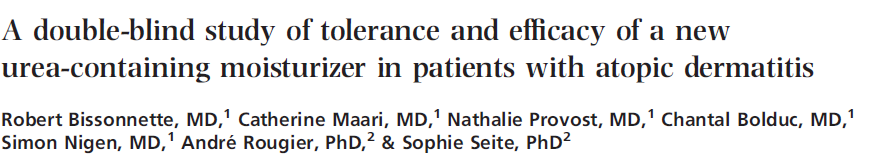 A double-blind study of tolerance and efficacy of a new
urea-containing moisturizer in patients with atopic dermatitis
Robert Bissonnette, MD,¹ Catherine Maari, MD,¹ Nathalie Provost, MD,¹ Chantal Bolduc, MD,¹
Simon Nigen, MD,¹ André Rougier, PhD,² & Sophie Seite, PhD²